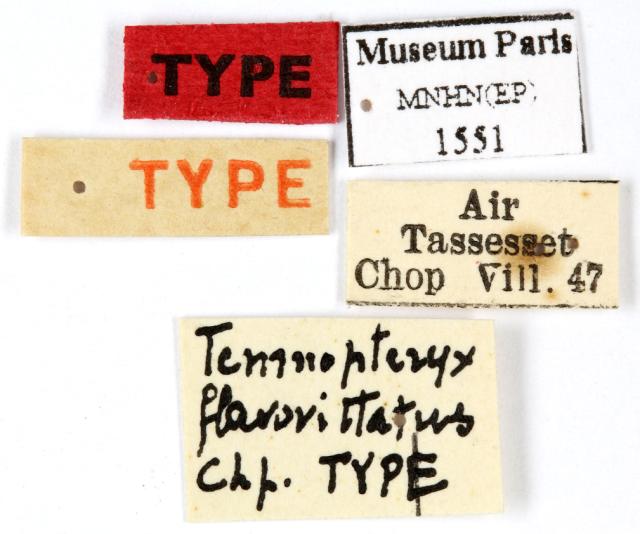 TYPE
Museum Paris
MNHN(EP)
1551
TYPE
Air
Tassesset
Chop Vill. 47
Temnopteryx
flavovittatus
Chp. TYPE